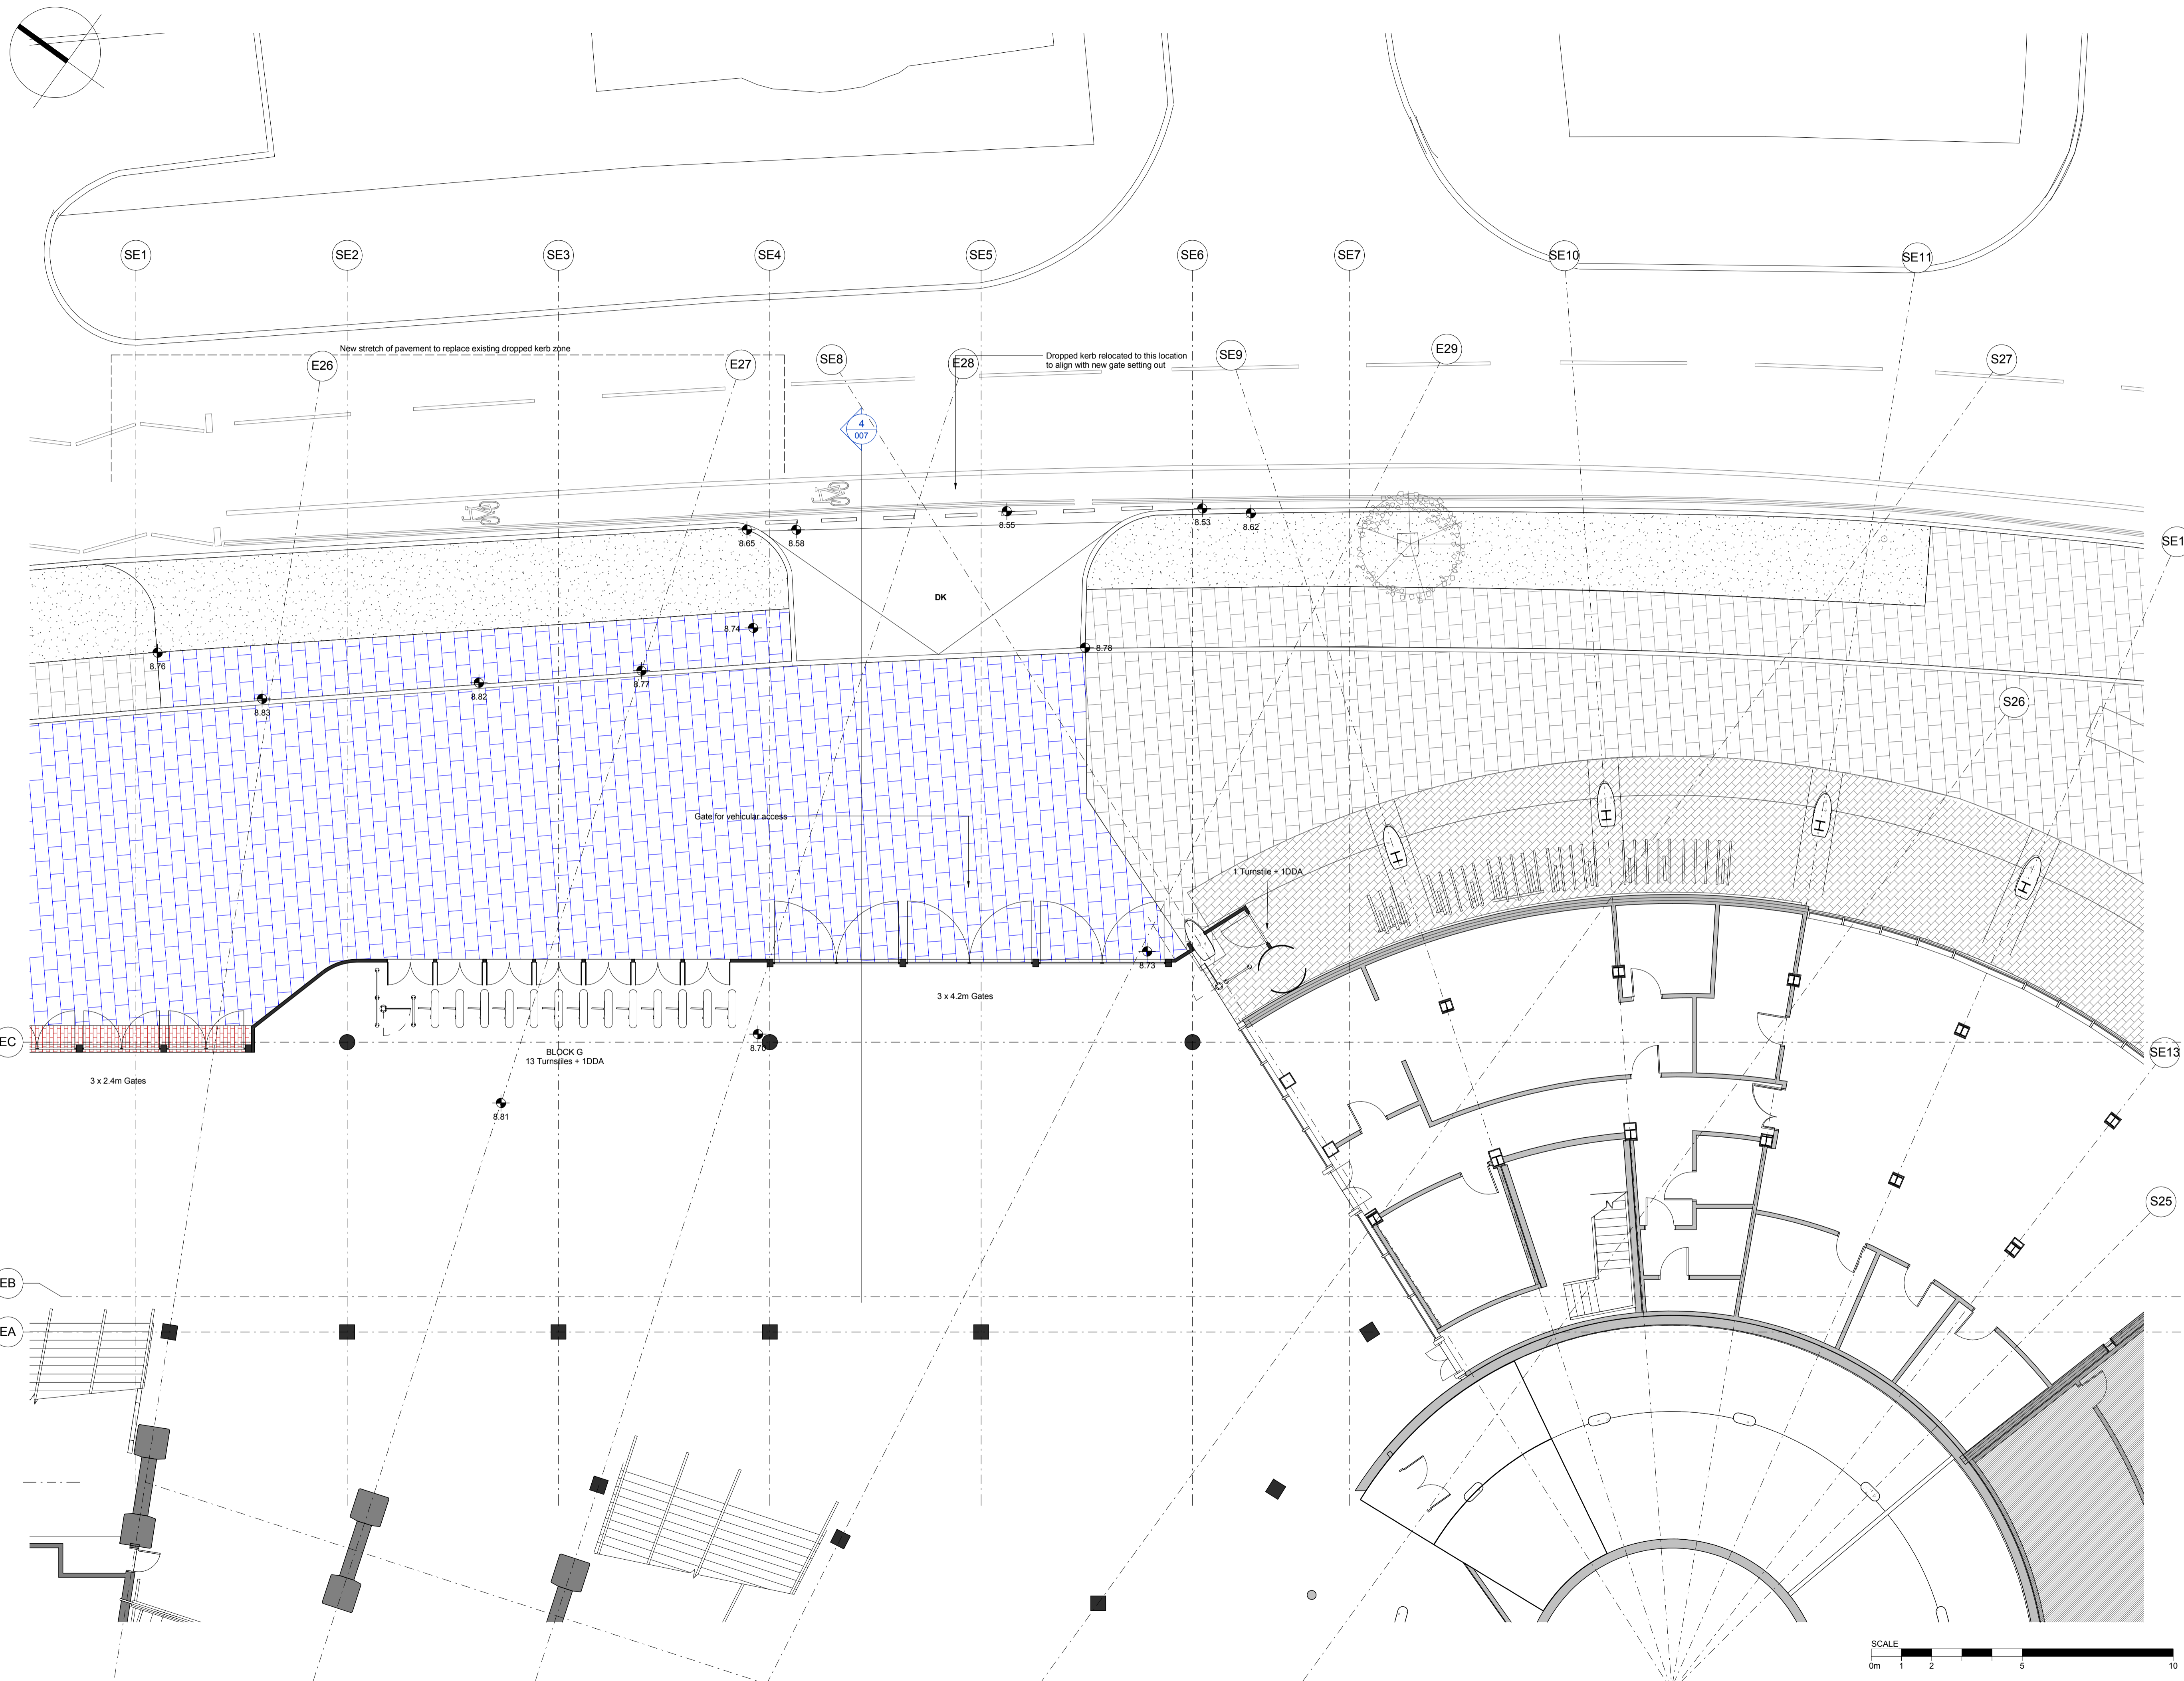 SE1
SE2
SE3
SE4
SE5
SE6
SE7
SE10
SE11
New stretch of pavement to replace existing dropped kerb zone
E26
E27
SE8
E28
Dropped kerb relocated to this location
to align with new gate setting out
SE9
E29
S27
4
007
8.55
8.53
8.62
8.65
8.58
SE1
DK
8.74
8.76
8.78
8.77
8.82
8.83
S26
Gate for vehicular access
1 Turnstile + 1DDA
8.73
3 x 4.2m Gates
EC
8.70
BLOCK G
13 Turnstiles + 1DDA
SE13
3 x 2.4m Gates
8.81
S25
EB
EA
SCALE
0m 1 2 5 10